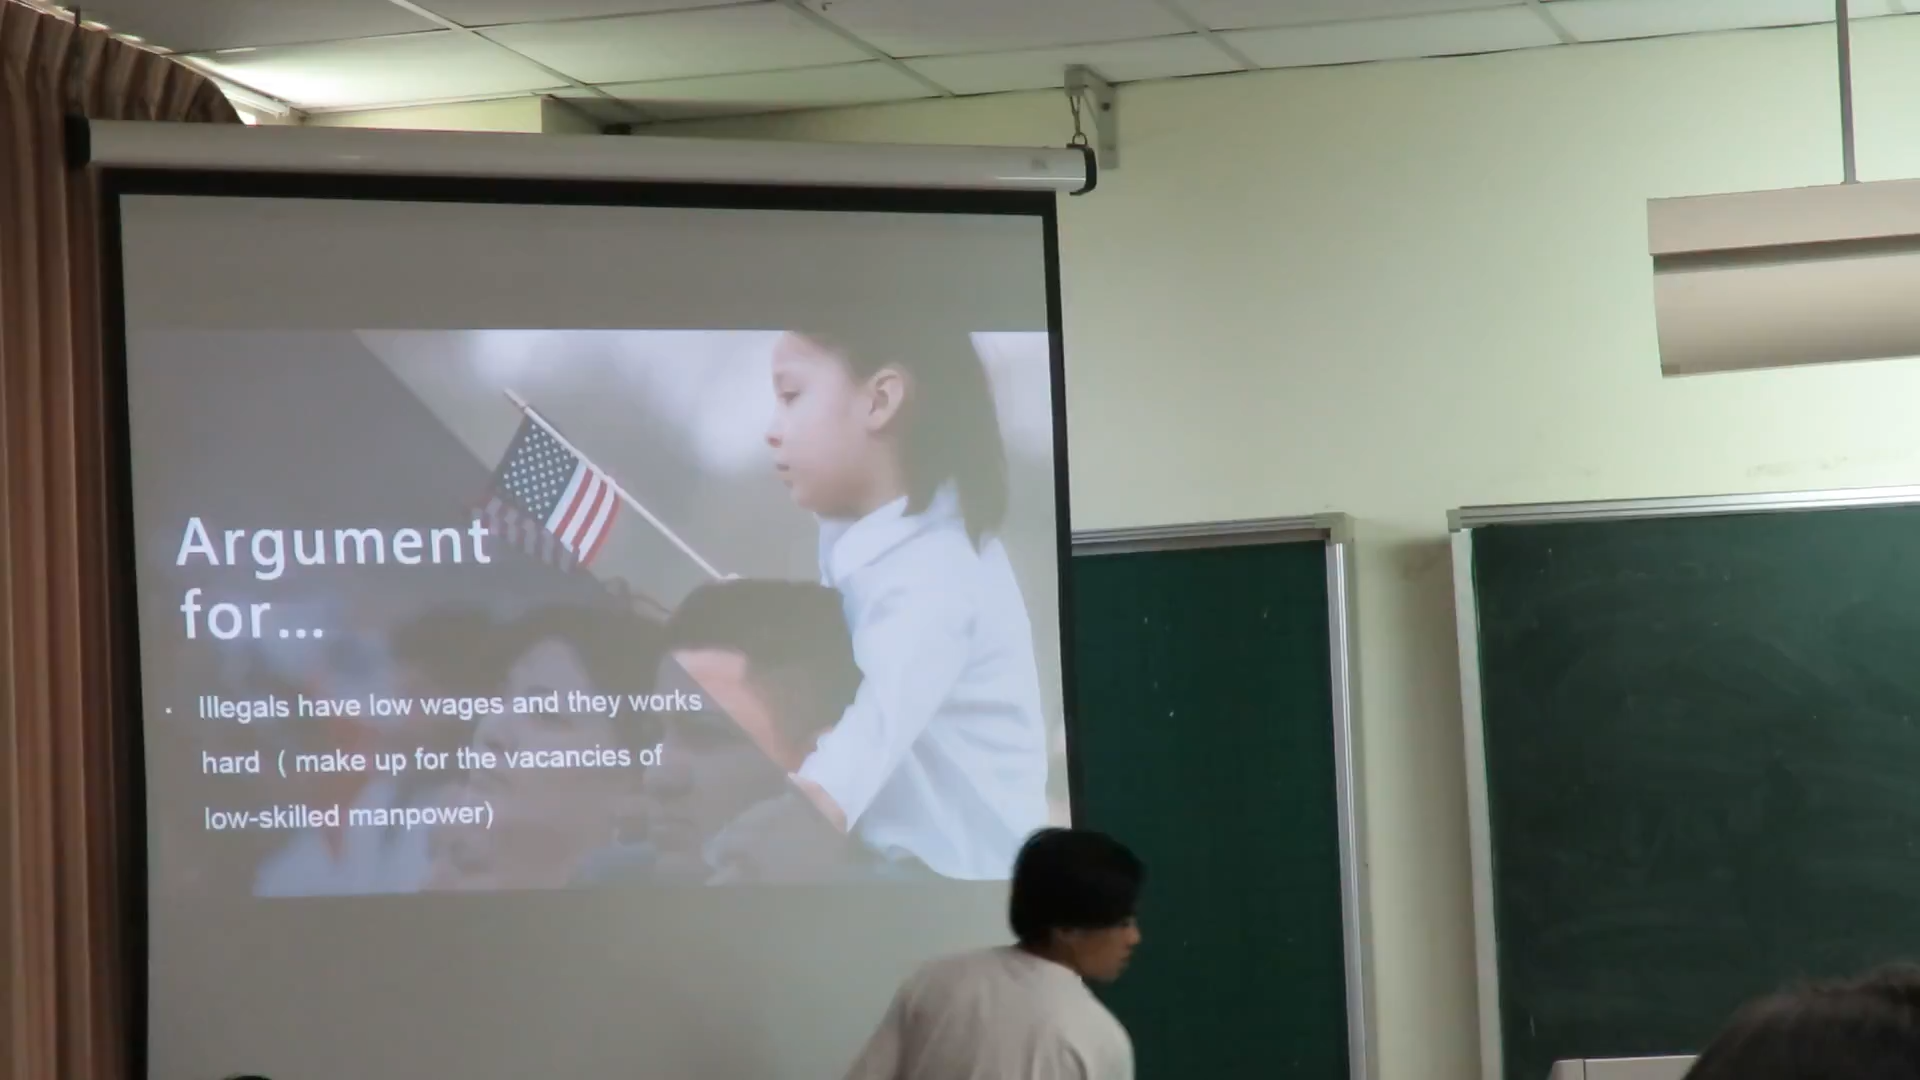 Argument
for...
· Illegals have low wages and they works
hard ( make up for the vacancies of
low-skilled manpower)